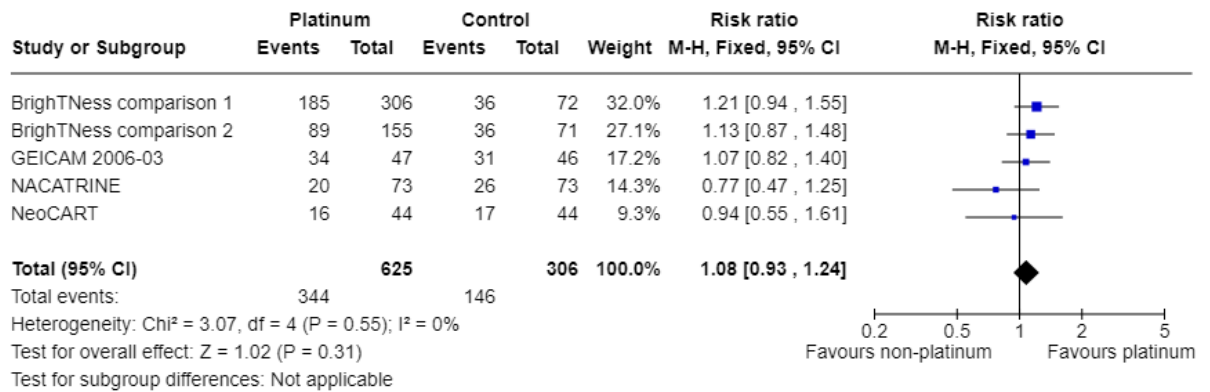 Platinum Control Risk ratio Risk ratio
Study or Subgroup Events Total Events Total Weight M-H, Fixed, 95% CI M-H, Fixed, 95% CI
BrighTNess comparison 1 185 306 36 72 32.0% 1.21 [0.94 , 1.55]
BrighTNess comparison 2 89 155 36 71 27.1% 1.13 [0.87 , 1.48]
GEICAM 2006-03 34 47 31 46 17.2% 1.07 [0.82 , 1.40]
NACATRINE 20 73 26 73 14.3% 0.77 [0.47 , 1.25]
NeoCART 16 44 17 44 9.3% 0.94 [0.55 , 1.61]
Total (95% CI) 625 306 100.0% 1.08 [0.93 , 1.24]
Total events: 344 146
Heterogeneity: Chi² = 3.07, df = 4 (P = 0.55); I² = 0%
Test for overall effect: Z = 1.02 (P = 0.31)
Test for subgroup differences: Not applicable
0.2 0.5 1 2 5
Favours non-platinum Favours platinum